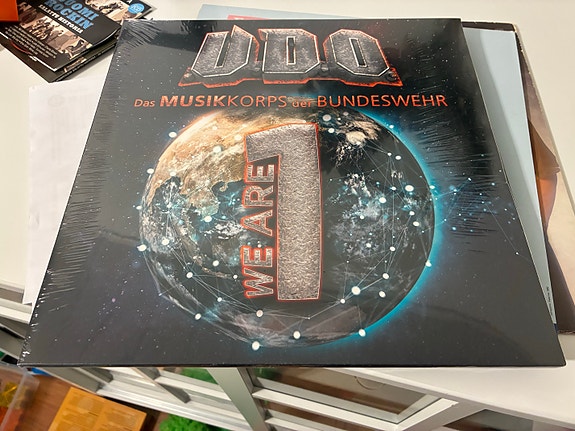 U.D.O.
Das MUSIKKORPS der BUNDESWEHR
WE ARE
1